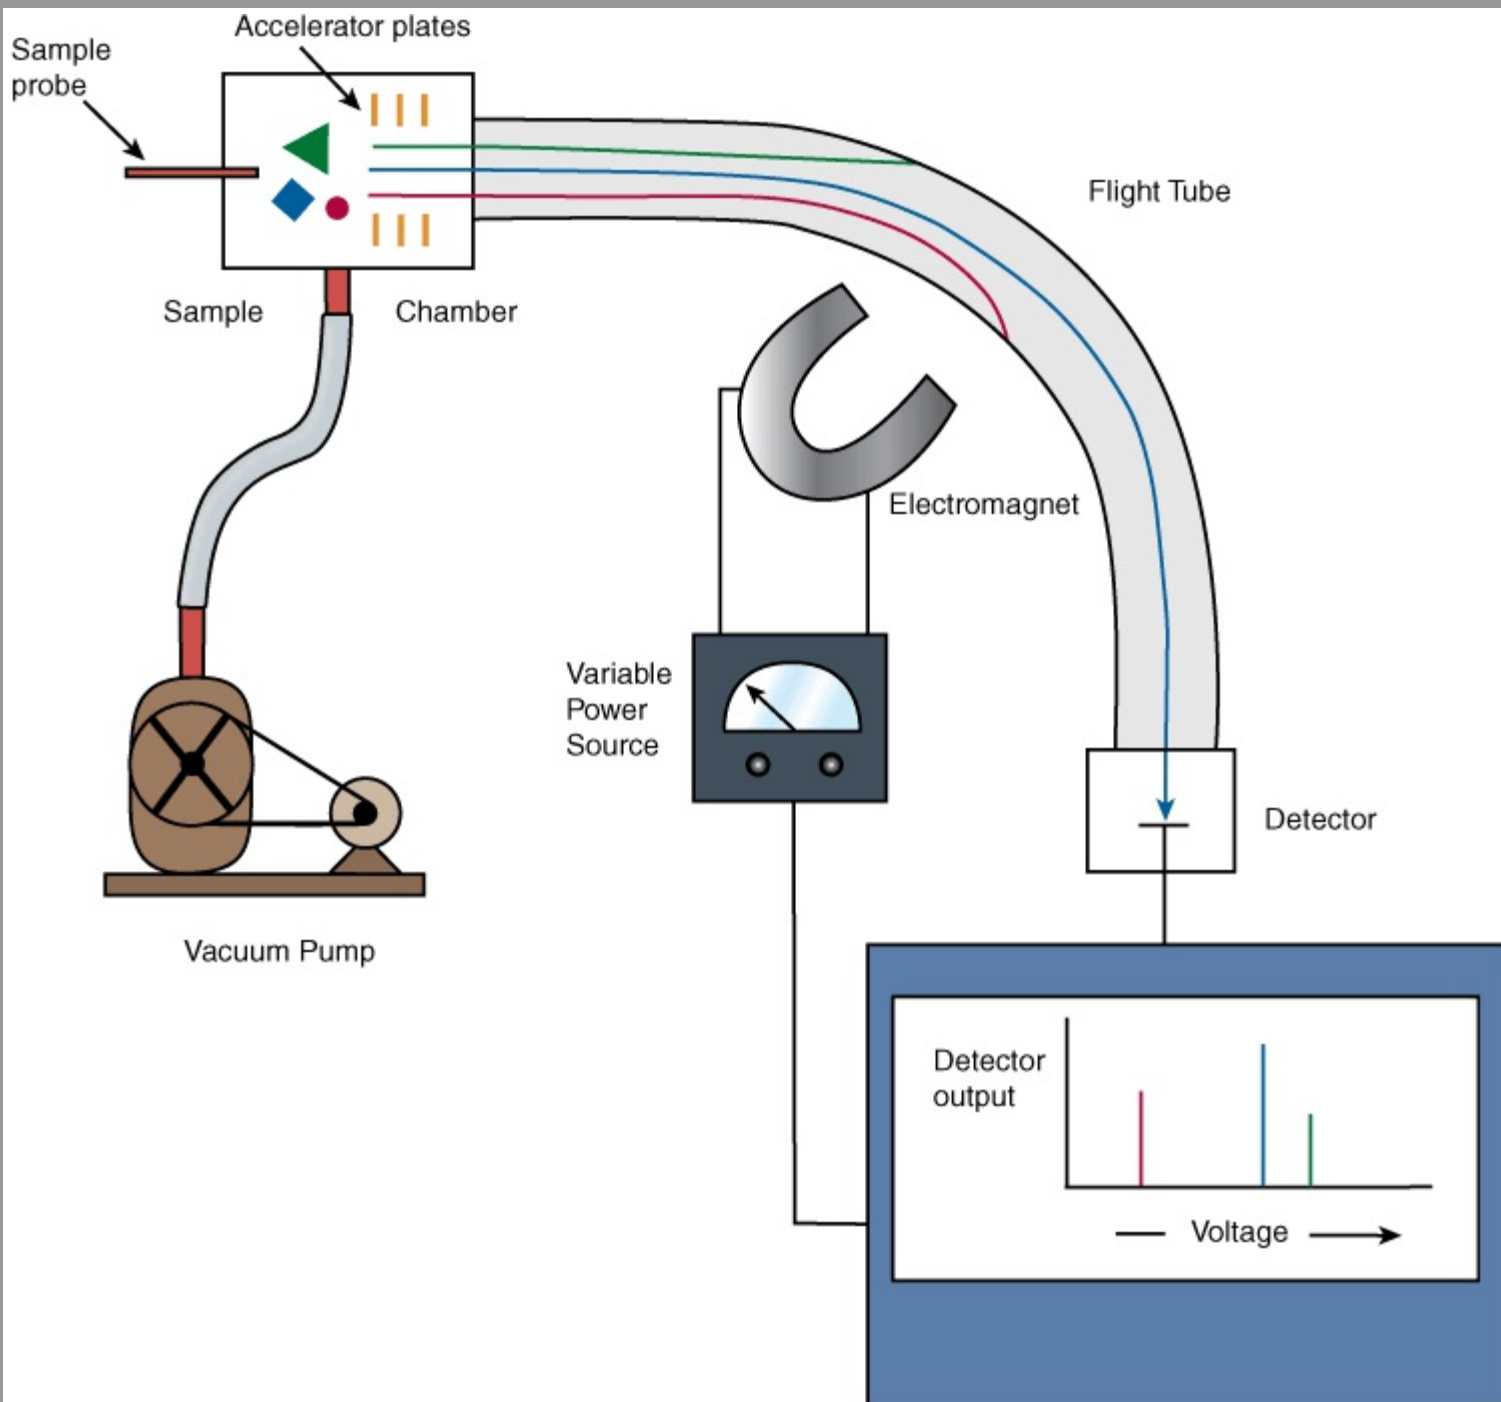 Accelerator plates
Sample
probe
Flight Tube
Sample
Chamber
Electromagnet
Variable
Power
Source
Detector
Vacuum Pump
Detector
output
Voltage